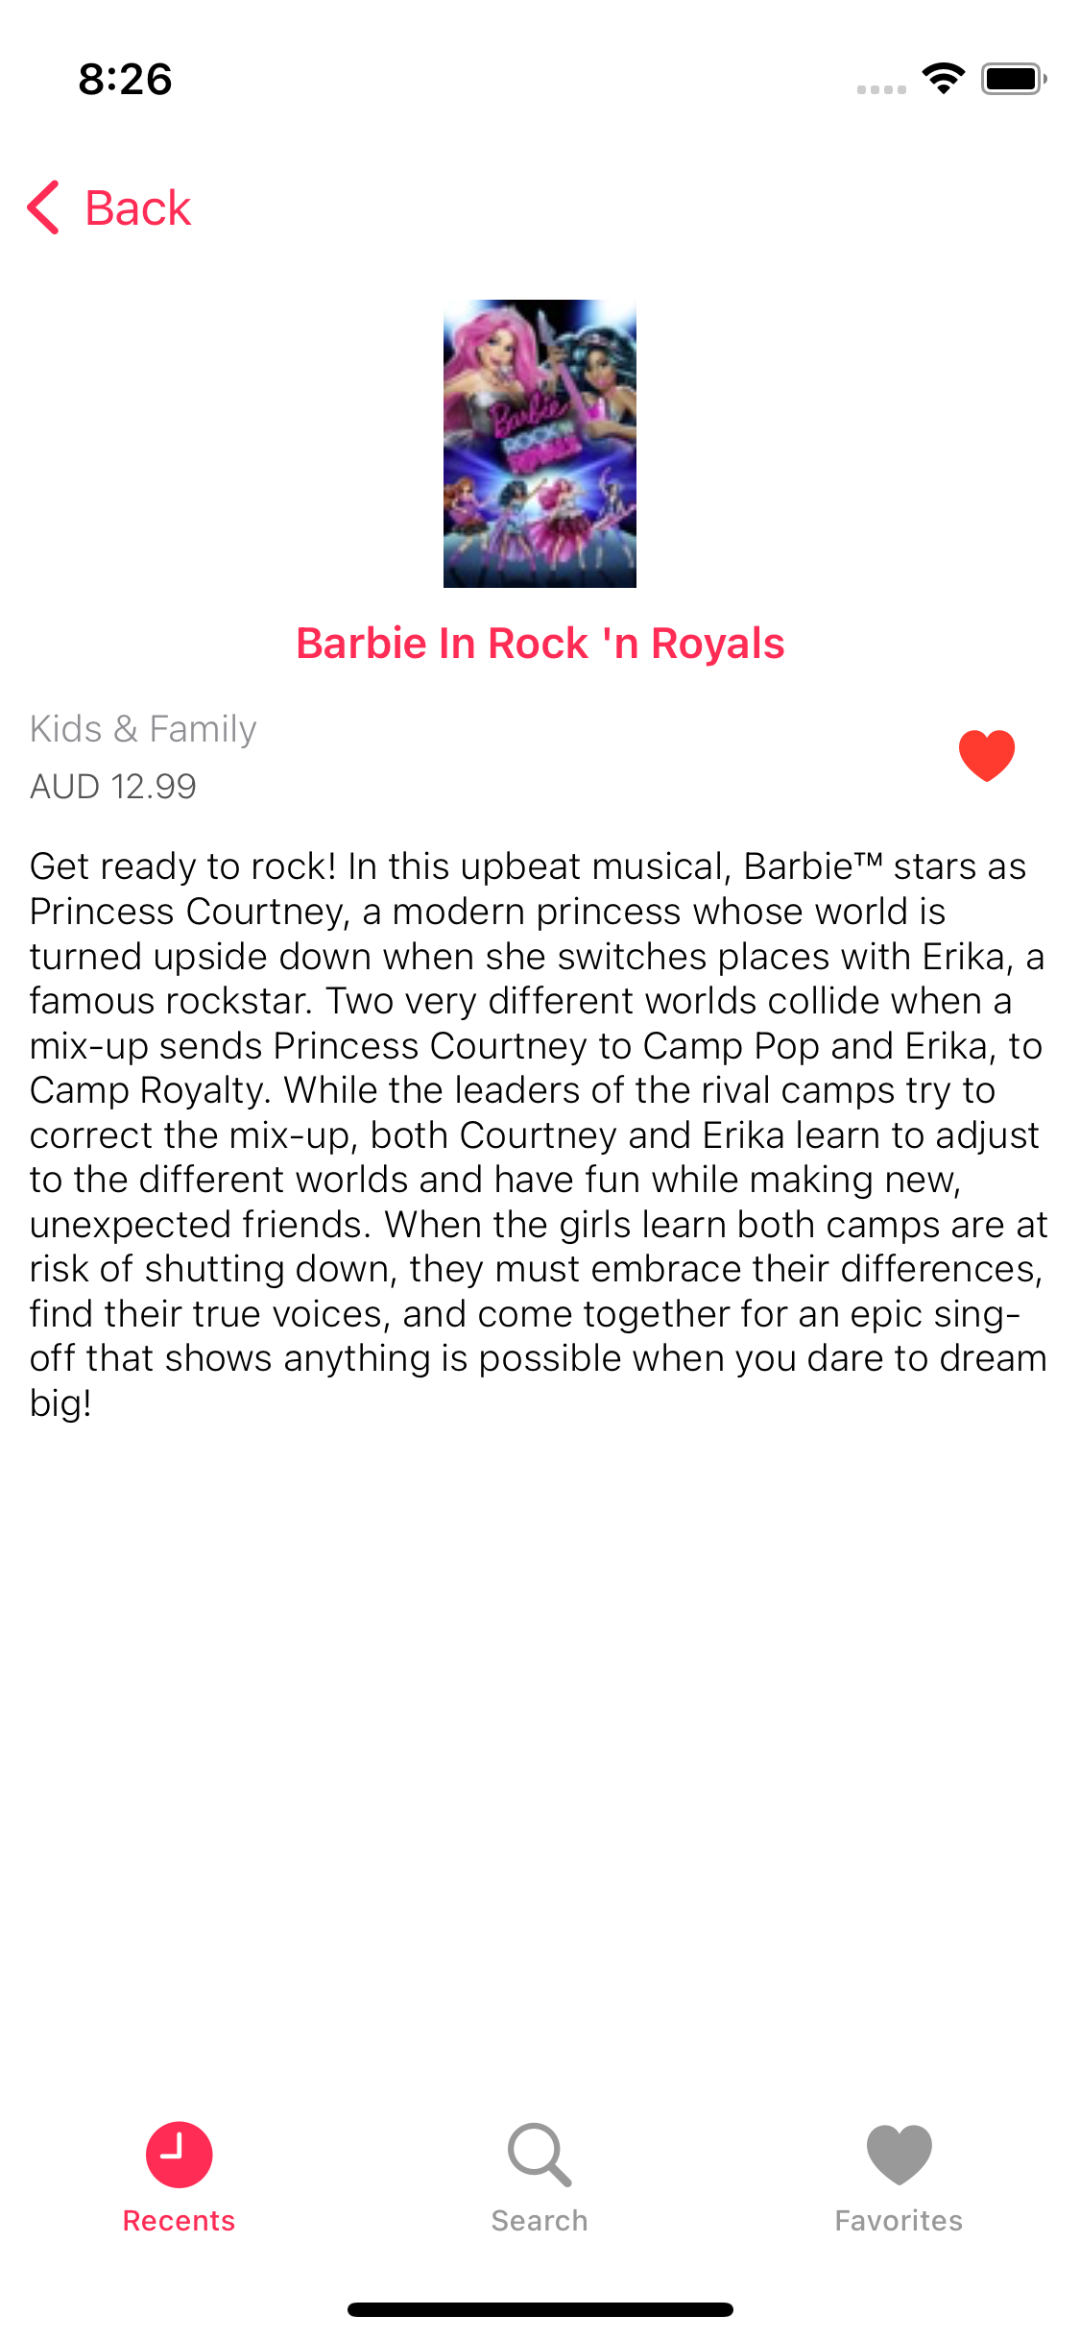 8:26
Back
Barbie
ROCK 'N
ROYALS
Barbie In Rock 'n Royals
Kids & Family
AUD 12.99
Get ready to rock! In this upbeat musical, Barbie™ stars as
Princess Courtney, a modern princess whose world is
turned upside down when she switches places with Erika, a
famous rockstar. Two very different worlds collide when a
mix-up sends Princess Courtney to Camp Pop and Erika, to
Camp Royalty. While the leaders of the rival camps try to
correct the mix-up, both Courtney and Erika learn to adjust
to the different worlds and have fun while making new,
unexpected friends. When the girls learn both camps are at
risk of shutting down, they must embrace their differences,
find their true voices, and come together for an epic sing-
off that shows anything is possible when you dare to dream
big!
Recents
Search
Favorites